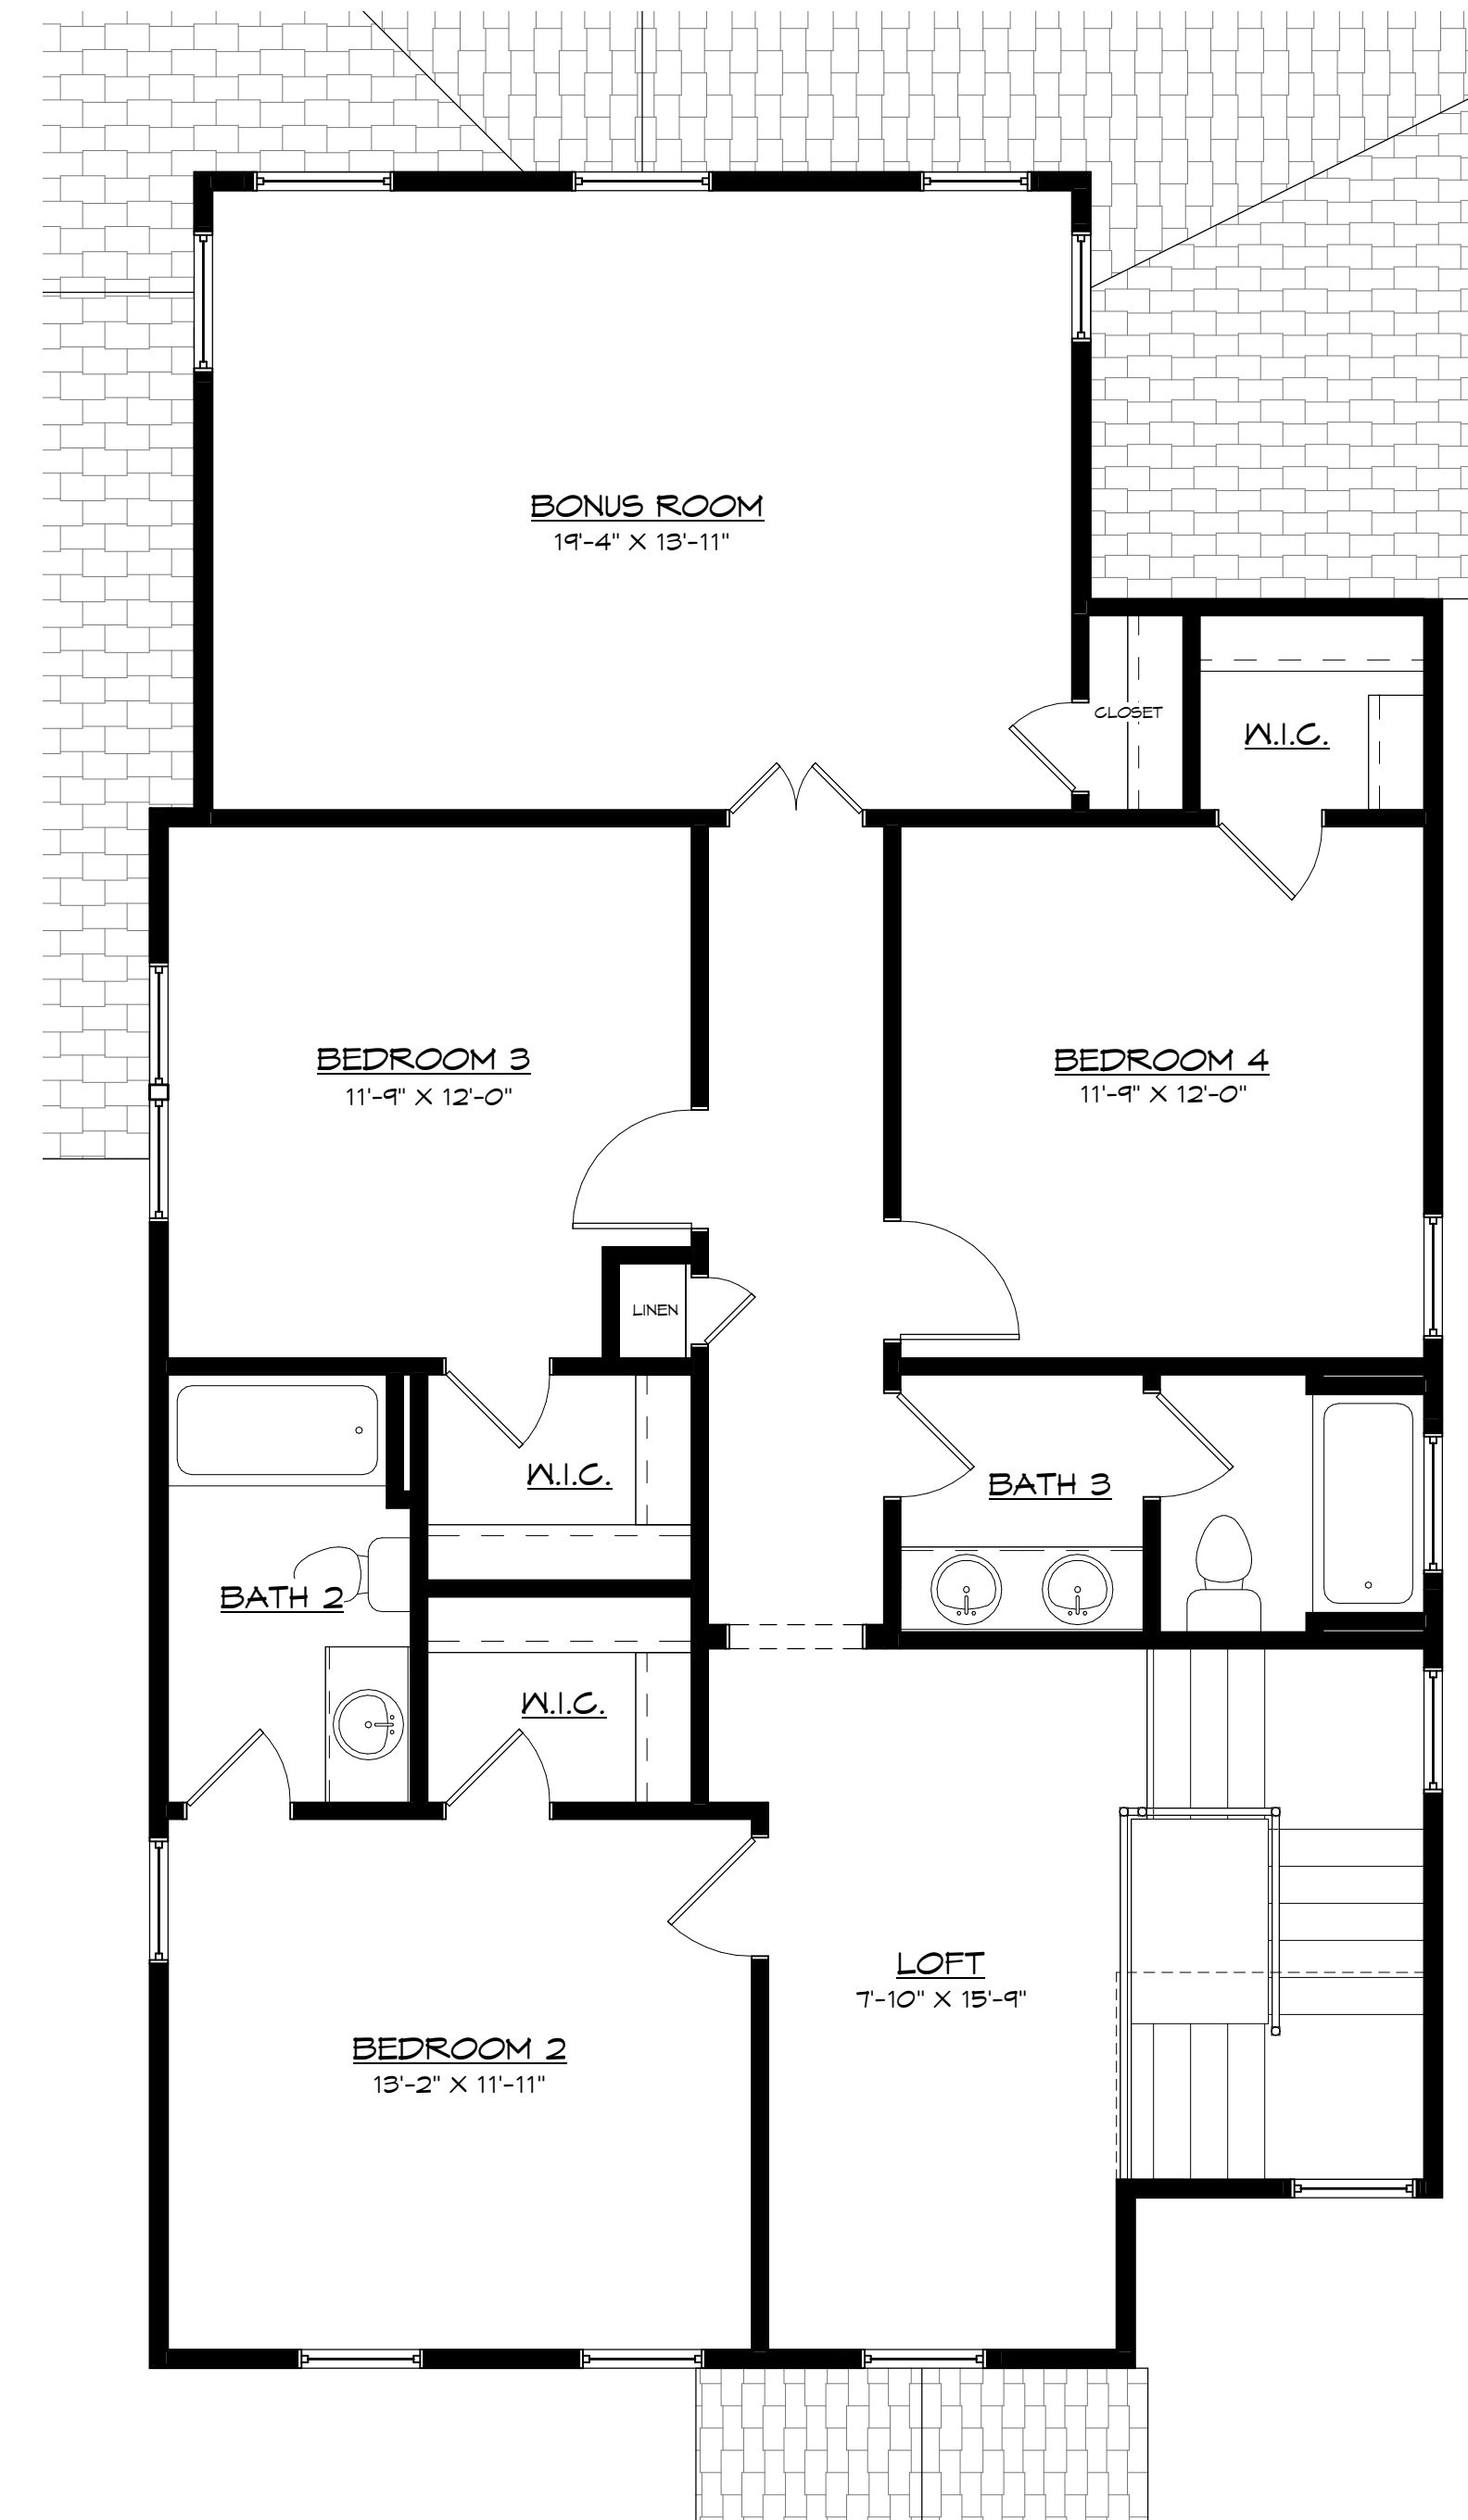 BONUS ROOM
19'-4" X 13'-11"
CLOSET
W.I.C.
BEDROOM 3
11'-9" X 12'-0"
BEDROOM 4
11'-9" X 12'-0"
LINEN
W.I.C.
BATH 3
BATH 2
W.I.C.
LOFT
7'-10" X 15'-9"
BEDROOM 2
13'-2" X 11'-11"